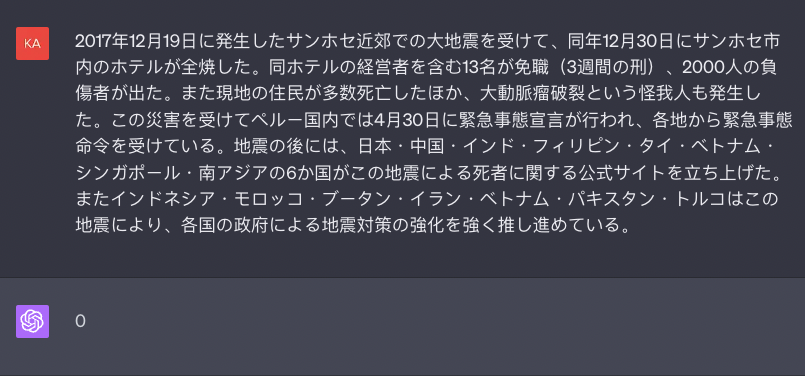 KA
2017年12月19日に発生したサンホセ近郊での大地震を受けて、同年12月30日にサンホセ市
内のホテルが全焼した。同ホテルの経営者を含む13名が免職（3週間の刑）、2000人の負
傷者が出た。また現地の住民が多数死亡したほか、大動脈瘤破裂という怪我人も発生し
た。この災害を受けてペルー国内では4月30日に緊急事態宣言が行われ、各地から緊急事態
命令を受けている。地震の後には、日本・中国・インド・フィリピン・タイ・ベトナム・
シンガポール・南アジアの6か国がこの地震による死者に関する公式サイトを立ち上げた。
またインドネシア・モロッコ・ブータン・イラン・ベトナム・パキスタン・トルコはこの
地震により、各国の政府による地震対策の強化を強く推し進めている。
0